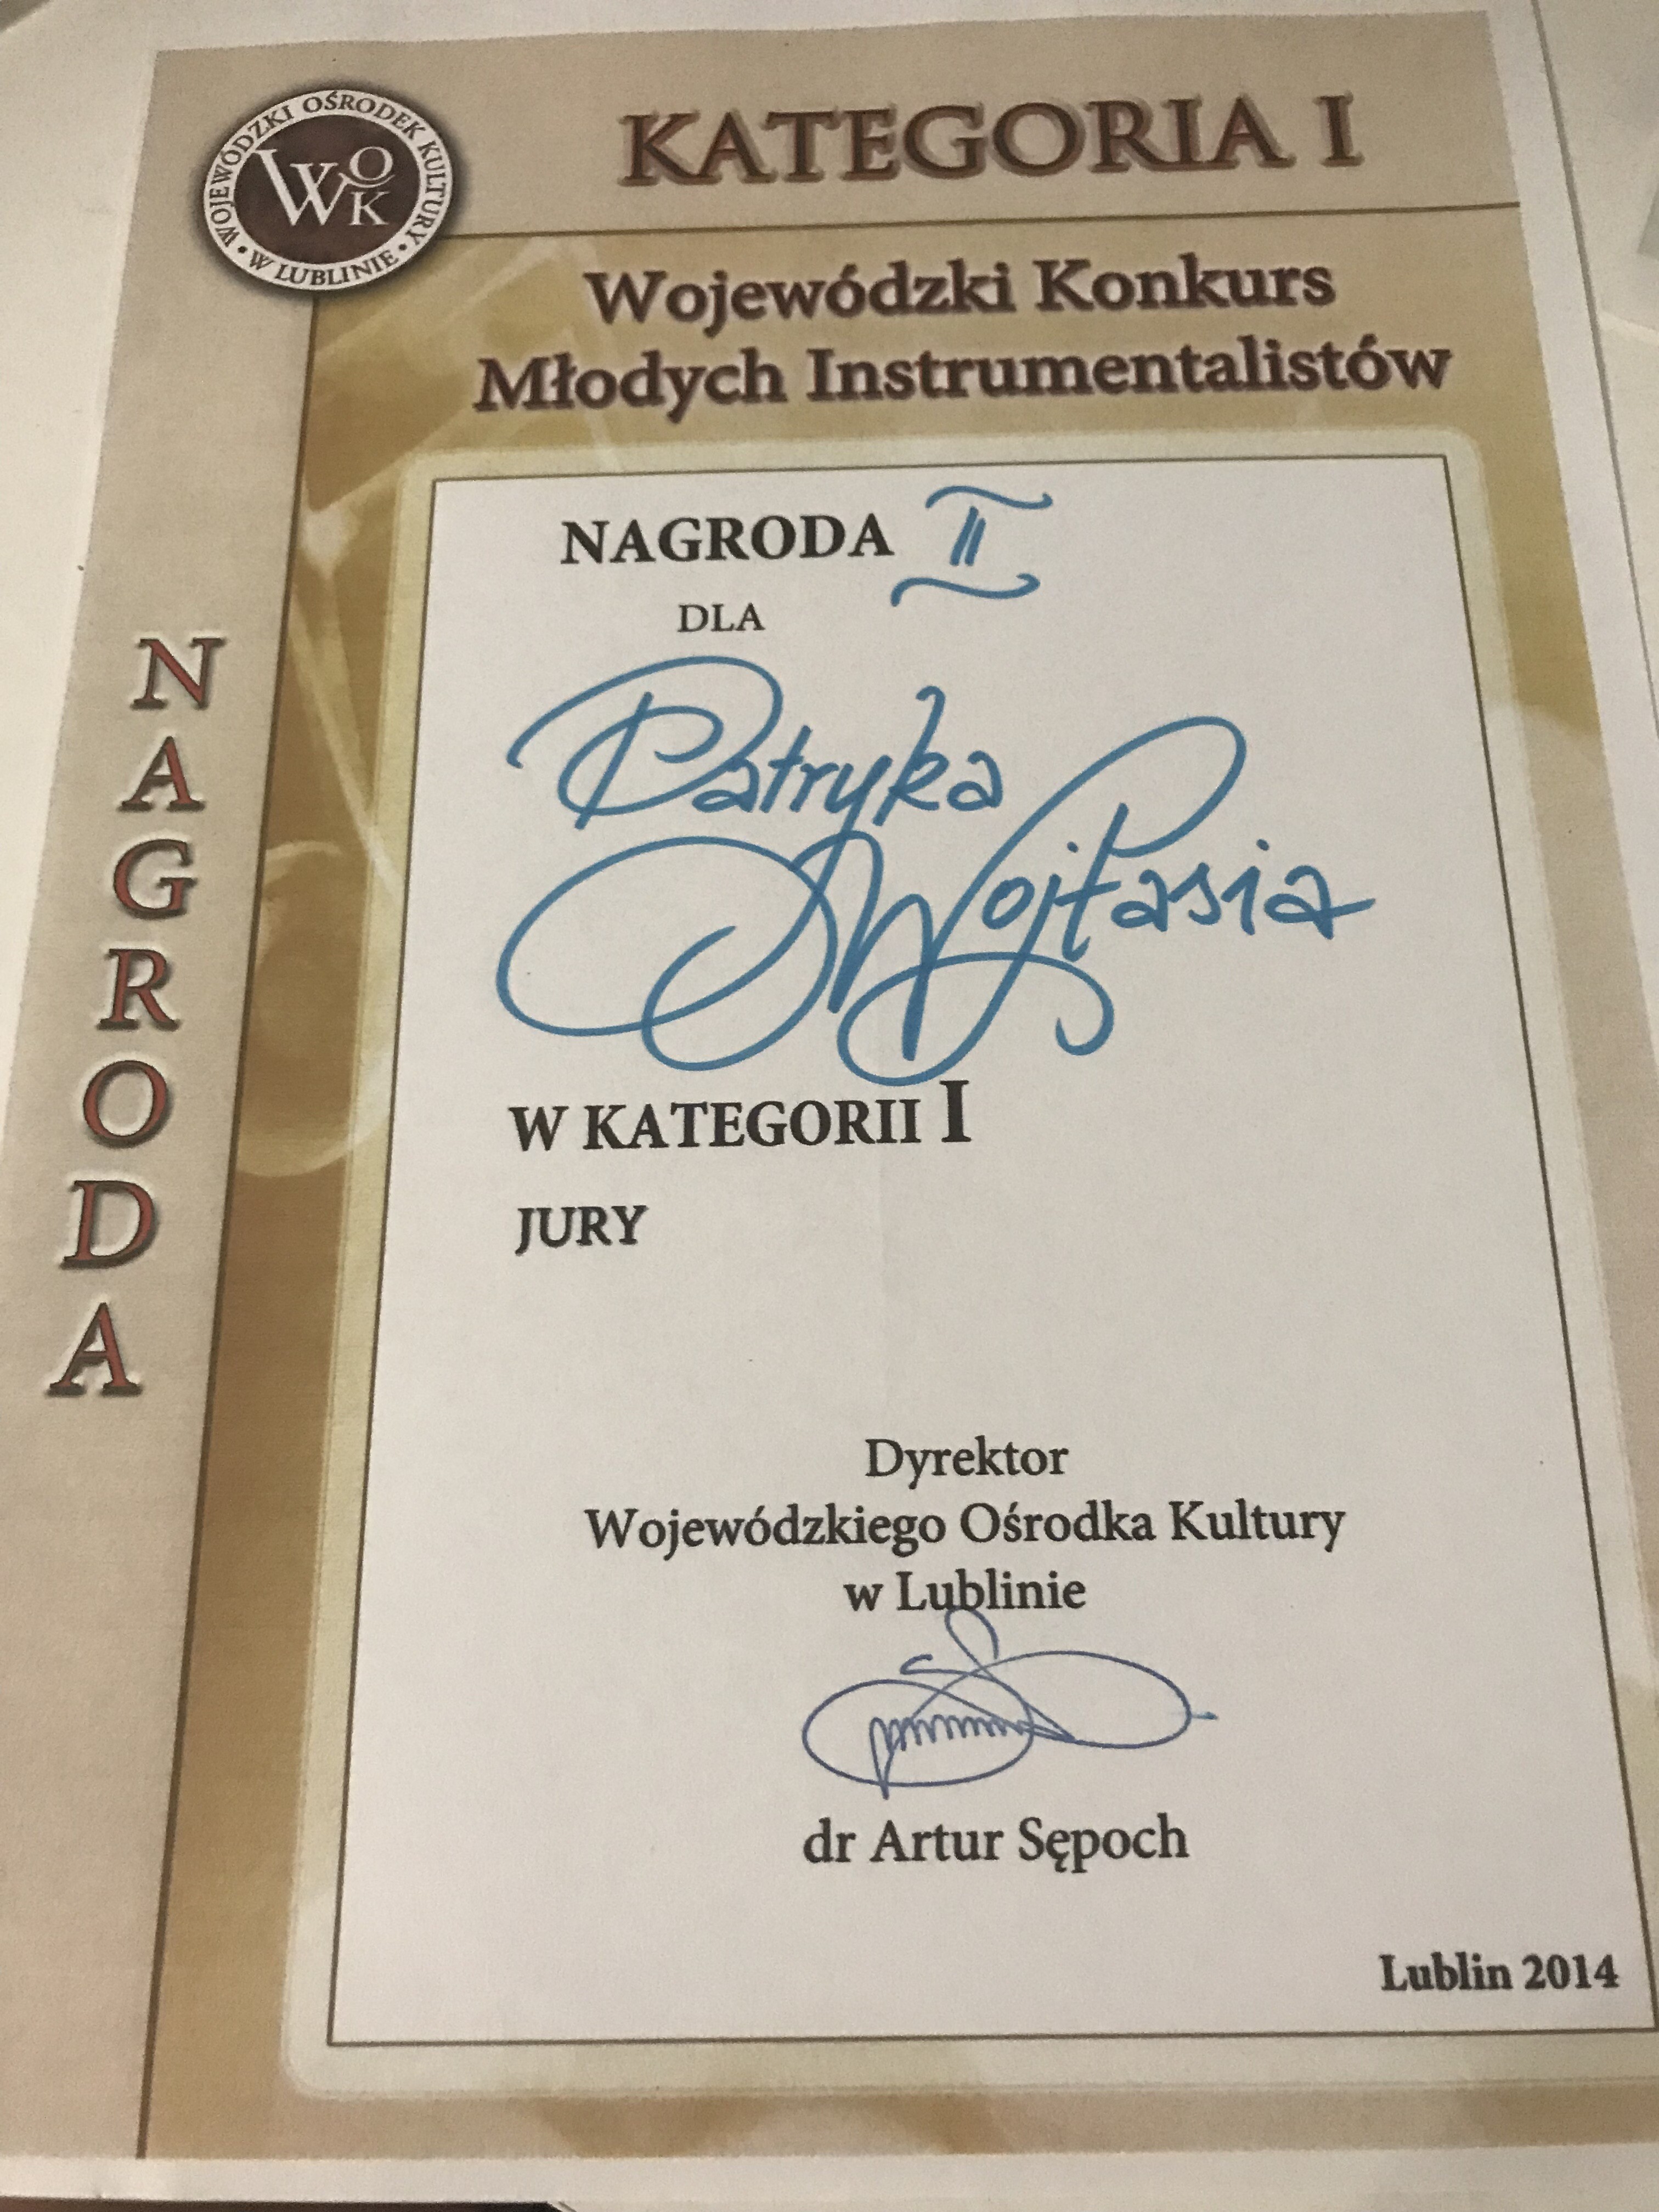 WOJEWÓDZKI OŚRODEK KULTURY • W LUBLINIE •
WOK
KATEGORIA I
Wojewódzki Konkurs
Młodych Instrumentalistów
NAGRODA
NAGRODA II
DLA
Patryka
Wojtasia
W KATEGORII I
JURY
Dyrektor
Wojewódzkiego Ośrodka Kultury
w Lublinie
dr Artur Sępoch
Lublin 2014